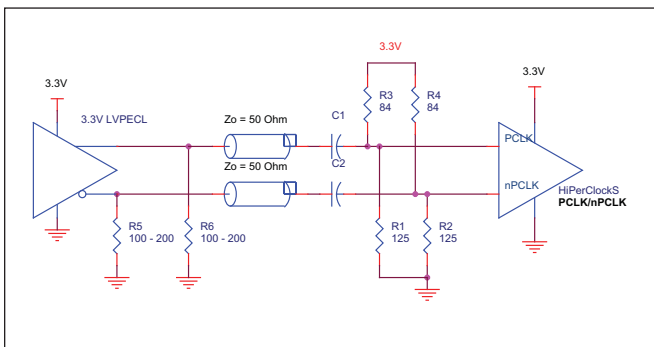 3.3V
3.3V
3.3V
3.3V LVPECL
R3
84
R4
84
Zo = 50 Ohm
C1
Zo = 50 Ohm
C2
PCLK
nPCLK
HiPerClockS
PCLK/nPCLK
R5
100 - 200
R6
100 - 200
R1
125
R2
125